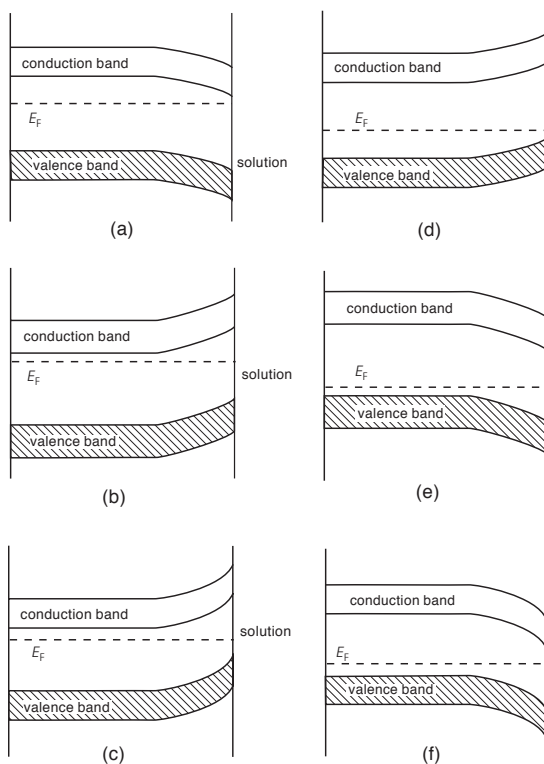 conduction band
E_F
valence band
solution
(a)
conduction band
E_F
valence band
(d)
conduction band
E_F
valence band
solution
(b)
conduction band
E_F
valence band
(e)
conduction band
E_F
valence band
solution
(c)
conduction band
E_F
valence band
(f)